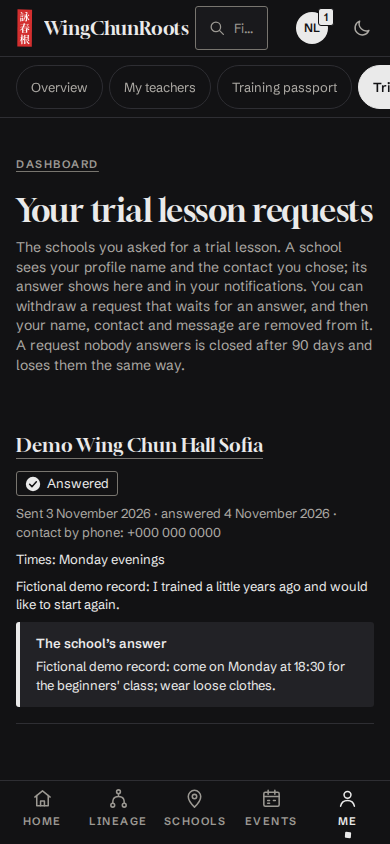 詠春根
WingChunRoots
Fi...
NL
1
Overview
My teachers
Training passport
Tri
DASHBOARD
Your trial lesson requests
The schools you asked for a trial lesson. A school
sees your profile name and the contact you chose; its
answer shows here and in your notifications. You can
withdraw a request that waits for an answer, and then
your name, contact and message are removed from it.
A request nobody answers is closed after 90 days and
loses them the same way.
Demo Wing Chun Hall Sofia
Answered
Sent 3 November 2026 · answered 4 November 2026 ·
contact by phone: +000 000 0000
Times: Monday evenings
Fictional demo record: I trained a little years ago and would
like to start again.
The school’s answer
Fictional demo record: come on Monday at 18:30 for
the beginners' class; wear loose clothes.
HOME
LINEAGE
SCHOOLS
EVENTS
ME